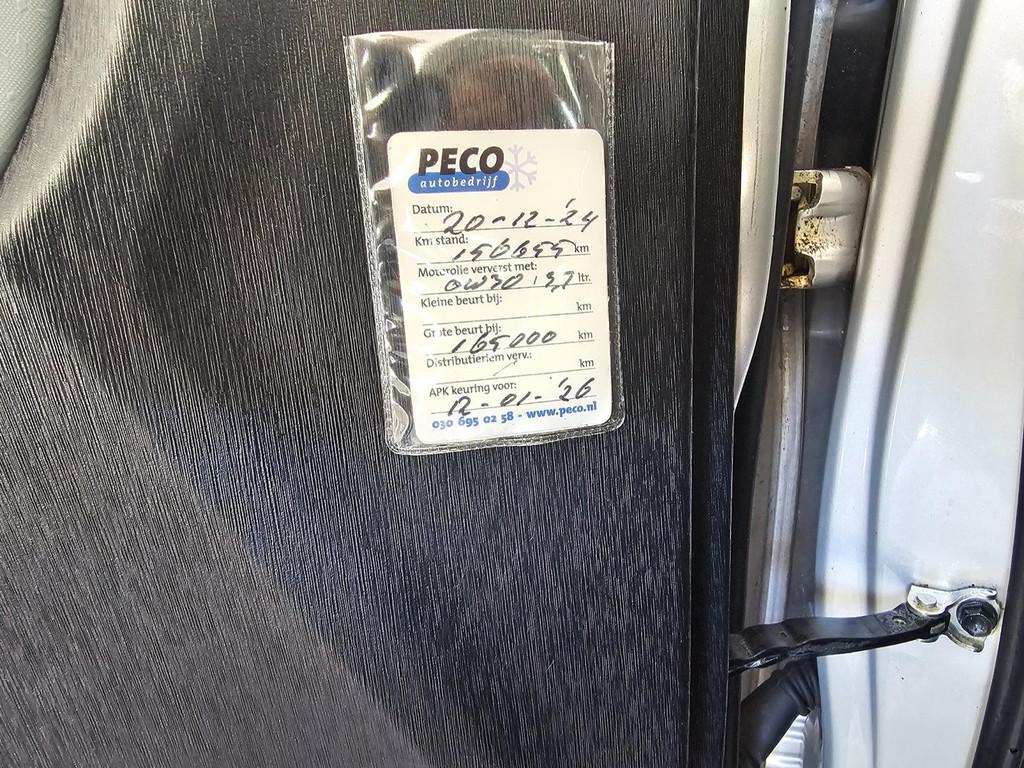 PECO
autobedrijf
Datum: 20-12-'24
Km stand: km
Motorolie ververst met: 0W30 3,7 ltr.
Kleine beurt bij: km
Grote beurt bij: 165000 km
Distributieriem verv.: km
APK keuring voor: 12-01-'26
030 695 02 58 - www.peco.nl